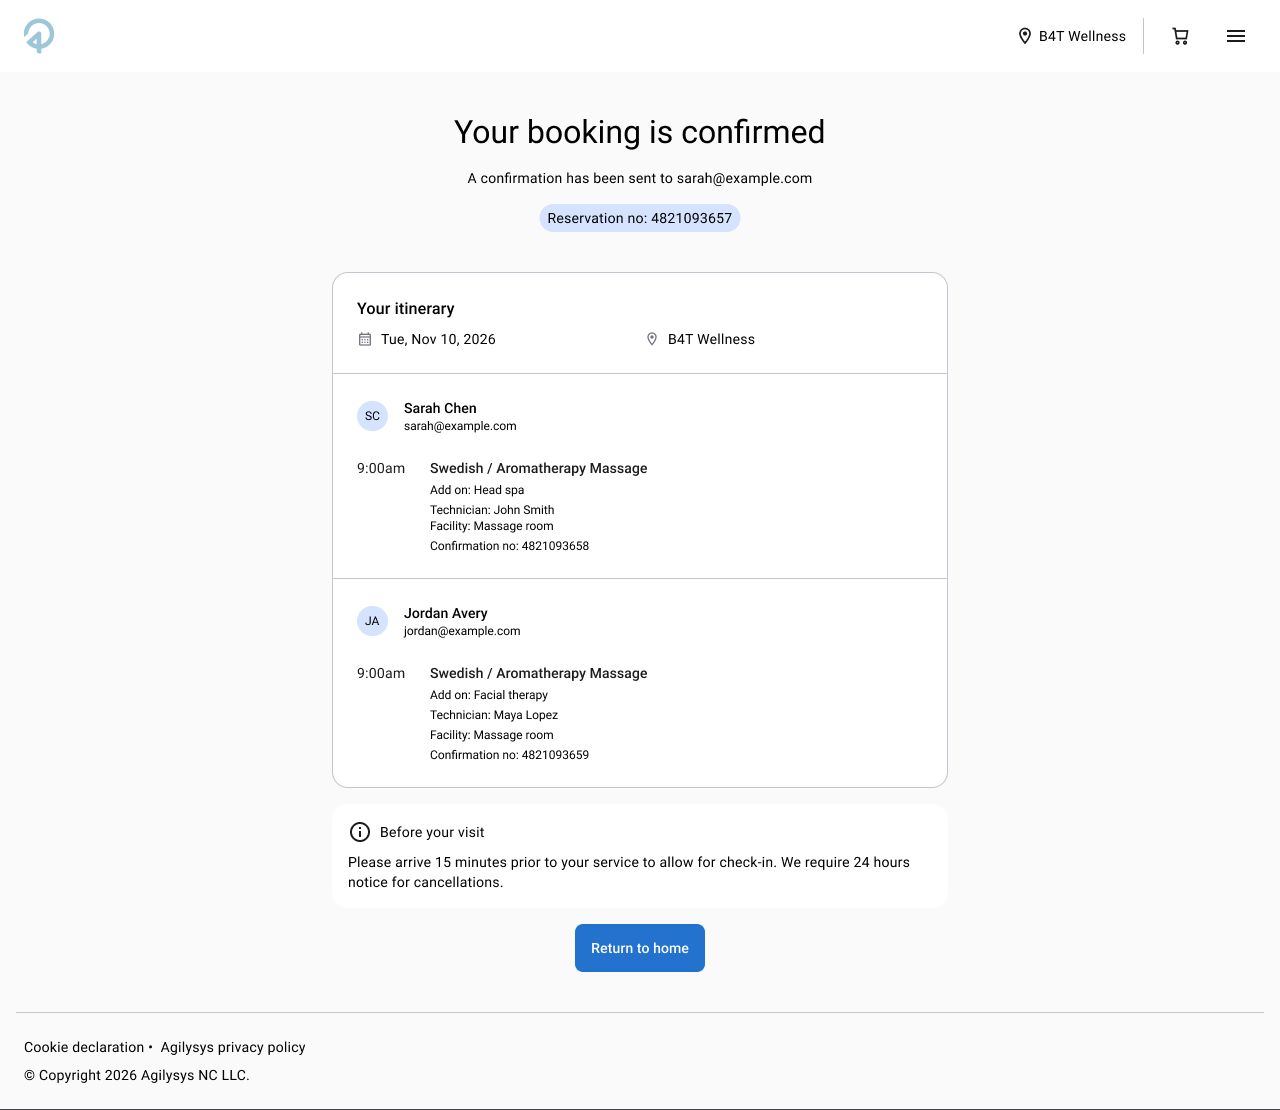 B4T Wellness
Your booking is confirmed
A confirmation has been sent to sarah@example.com
Reservation no: 4821093657
Your itinerary
Tue, Nov 10, 2026
B4T Wellness
SC
Sarah Chen
sarah@example.com
9:00am
Swedish / Aromatherapy Massage
Add on: Head spa
Technician: John Smith
Facility: Massage room
Confirmation no: 4821093658
JA
Jordan Avery
jordan@example.com
9:00am
Swedish / Aromatherapy Massage
Add on: Facial therapy
Technician: Maya Lopez
Facility: Massage room
Confirmation no: 4821093659
Before your visit
Please arrive 15 minutes prior to your service to allow for check-in. We require 24 hours
notice for cancellations.
Return to home
Cookie declaration • Agilysys privacy policy
© Copyright 2026 Agilysys NC LLC.